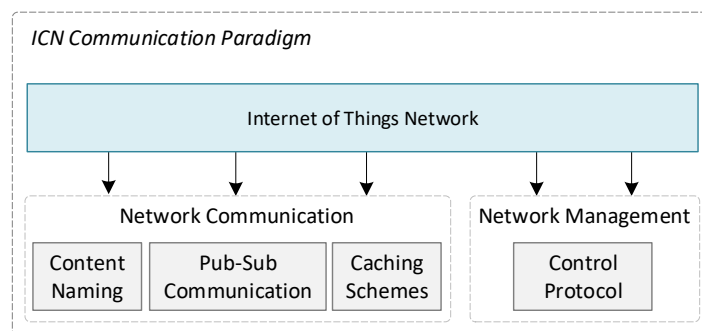 ICN Communication Paradigm
Internet of Things Network
Network Communication
Network Management
Content
Naming
Pub-Sub
Communication
Caching
Schemes
Control
Protocol